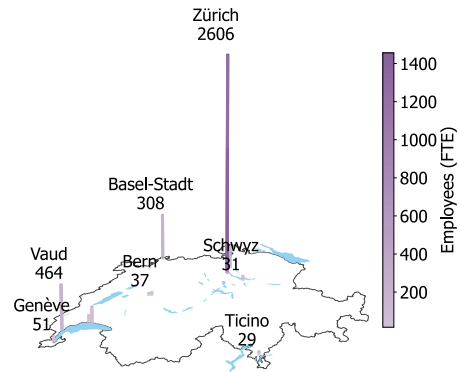 Zürich
2606
Basel-Stadt
308
Vaud
464
Bern
37
Schwyz
31
Genève
51
Ticino
29
1400
1200
1000
800
600
400
200
Employees (FTE)